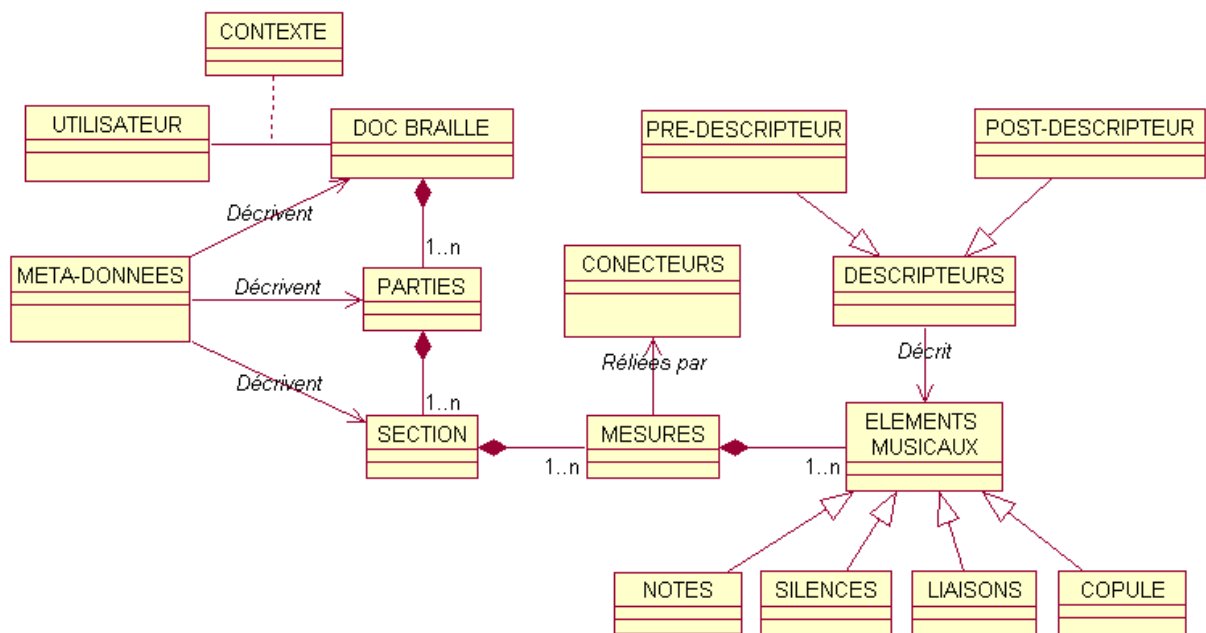 CONTEXTE
UTILISATEUR
DOC BRAILLE
PRE-DESCRIPTEUR
POST-DESCRIPTEUR
Décrivent
1..n
META-DONNEES
Décrivent
PARTIES
CONECTEURS
DESCRIPTEURS
Réliées par
Décrit
Décrivent
1..n
SECTION
1..n
MESURES
1..n
ELEMENTS
MUSICAUX
NOTES
SILENCES
LIAISONS
COPULE